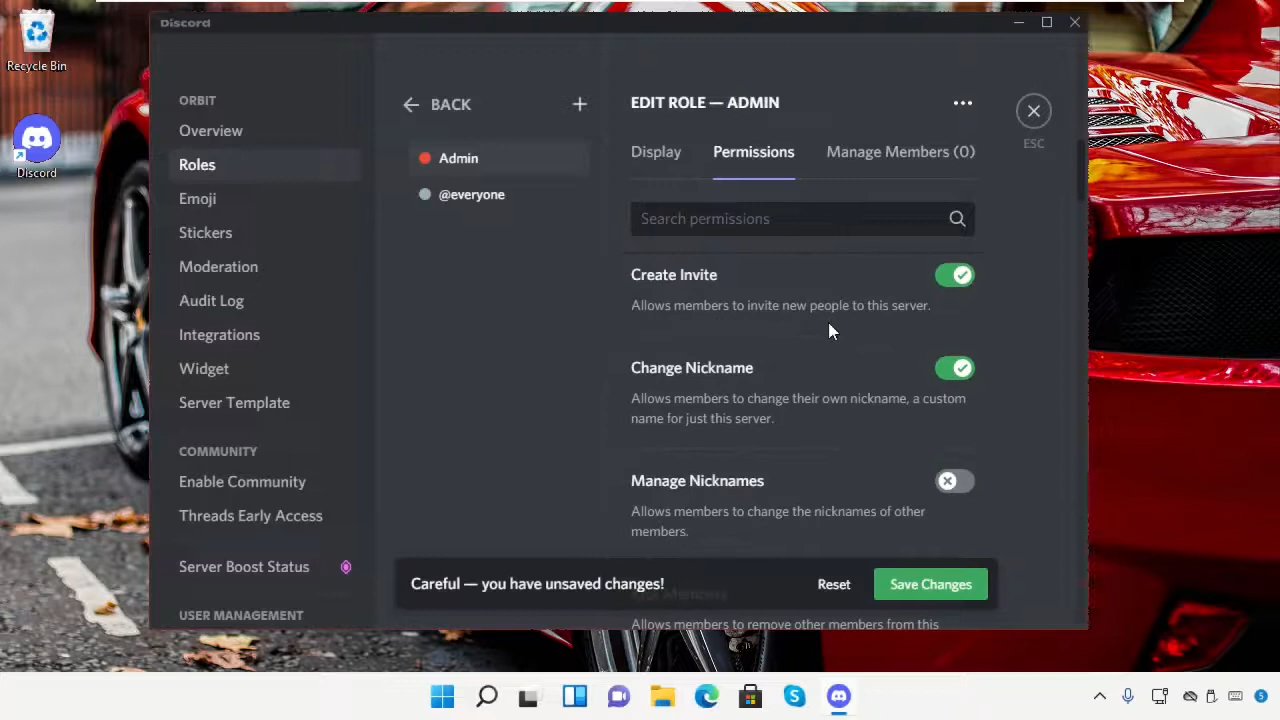 Recycle Bin
Discord
Discord
ORBIT
Overview
Roles
Emoji
Stickers
Moderation
Audit Log
Integrations
Widget
Server Template
COMMUNITY
Enable Community
Threads Early Access
Server Boost Status
USER MANAGEMENT
BACK
Admin
@everyone
EDIT ROLE — ADMIN
ESC
Display
Permissions
Manage Members (0)
Search permissions
Create Invite
Allows members to invite new people to this server.
Change Nickname
Allows members to change their own nickname, a custom
name for just this server.
Manage Nicknames
Allows members to change the nicknames of other
members.
Careful — you have unsaved changes!
Reset
Save Changes
Allows members to remove other members from this
S
5